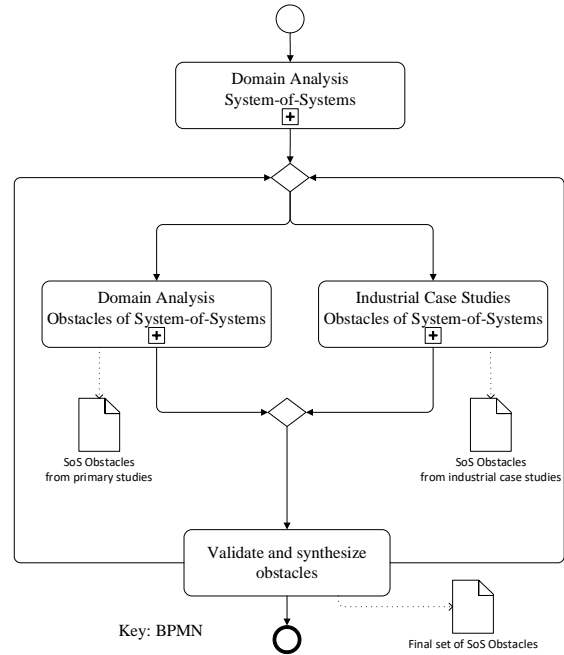 Domain Analysis
System-of-Systems
Domain Analysis
Obstacles of System-of-Systems
Industrial Case Studies
Obstacles of System-of-Systems
SoS Obstacles
from primary studies
SoS Obstacles
from industrial case studies
Validate and synthesize
obstacles
Key: BPMN
Final set of SoS Obstacles